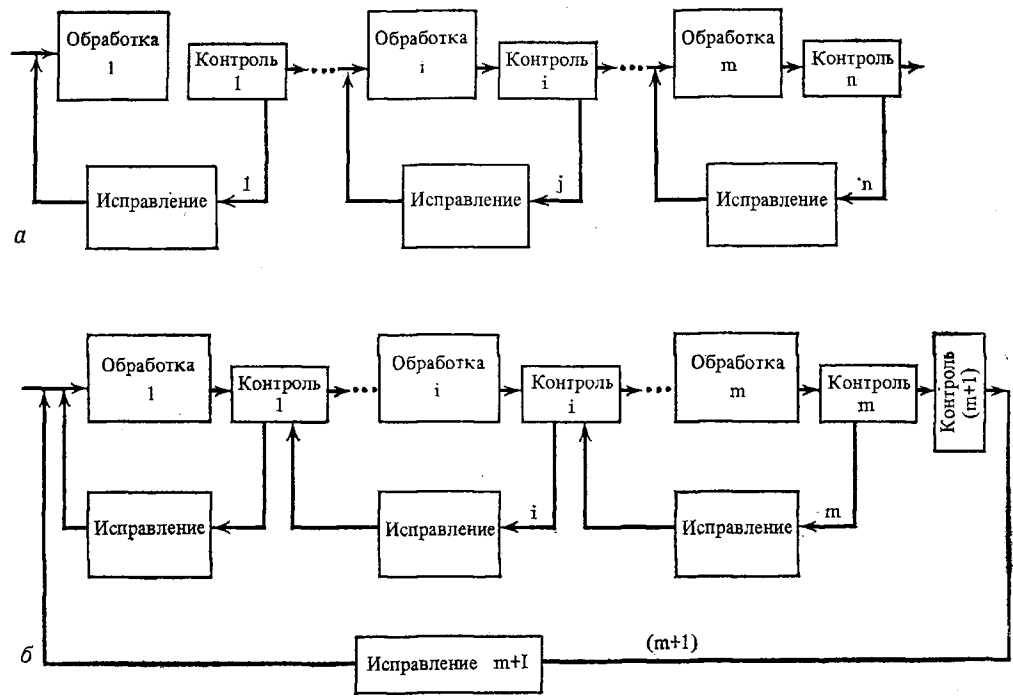 Обработка
1
Контроль
1
Обработка
i
Контроль
i
Обработка
m
Контроль
n
Исправление
1
Исправление
j
Исправление
n
а
Обработка
1
Контроль
1
Обработка
i
Контроль
i
Обработка
m
Контроль
m
Контроль
(m+1)
Исправление
Исправление
i
Исправление
m
б
Исправление m+I
(m+1)